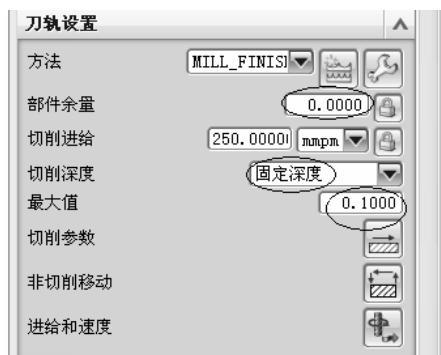 刀轨设置
方法 MILL_FINIS
部件余量 0.0000
切削进给 250.0000 mmpm
切削深度 固定深度
最大值 0.1000
切削参数
非切削移动
进给和速度